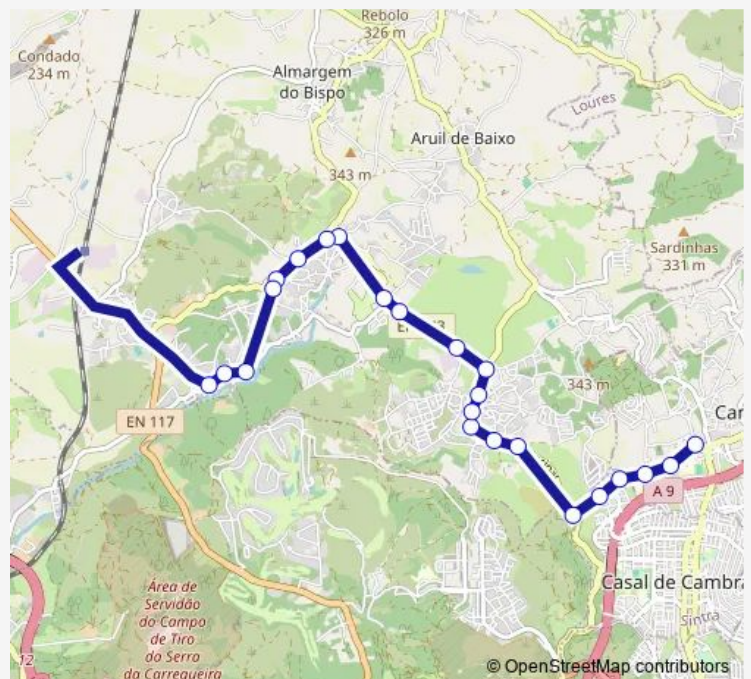 Rebolo
326 m
Condado
234 m
Almargem
do Bispo
Loures
Aruil de Baixo
343 m
Sardinhas
331 m
EN 117
343 m
A 9
Casal de Cambra
Sintra
Área de
Servidão
do Campo
de Tiro
da Serra
da Carregueira
12
© OpenStreetMap contributors